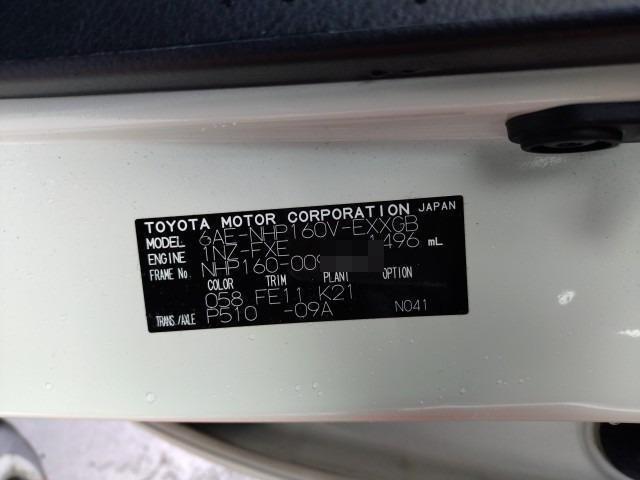 TOYOTA MOTOR CORPORATION JAPAN
MODEL 6AE-NHP160V-EXXGB
ENGINE 1NZ-FXE 1496 mL
FRAME No. NHP160-009
COLOR TRIM PLANT OPTION
058 FE11 K21
TRANS./AXLE P510 -09A N041